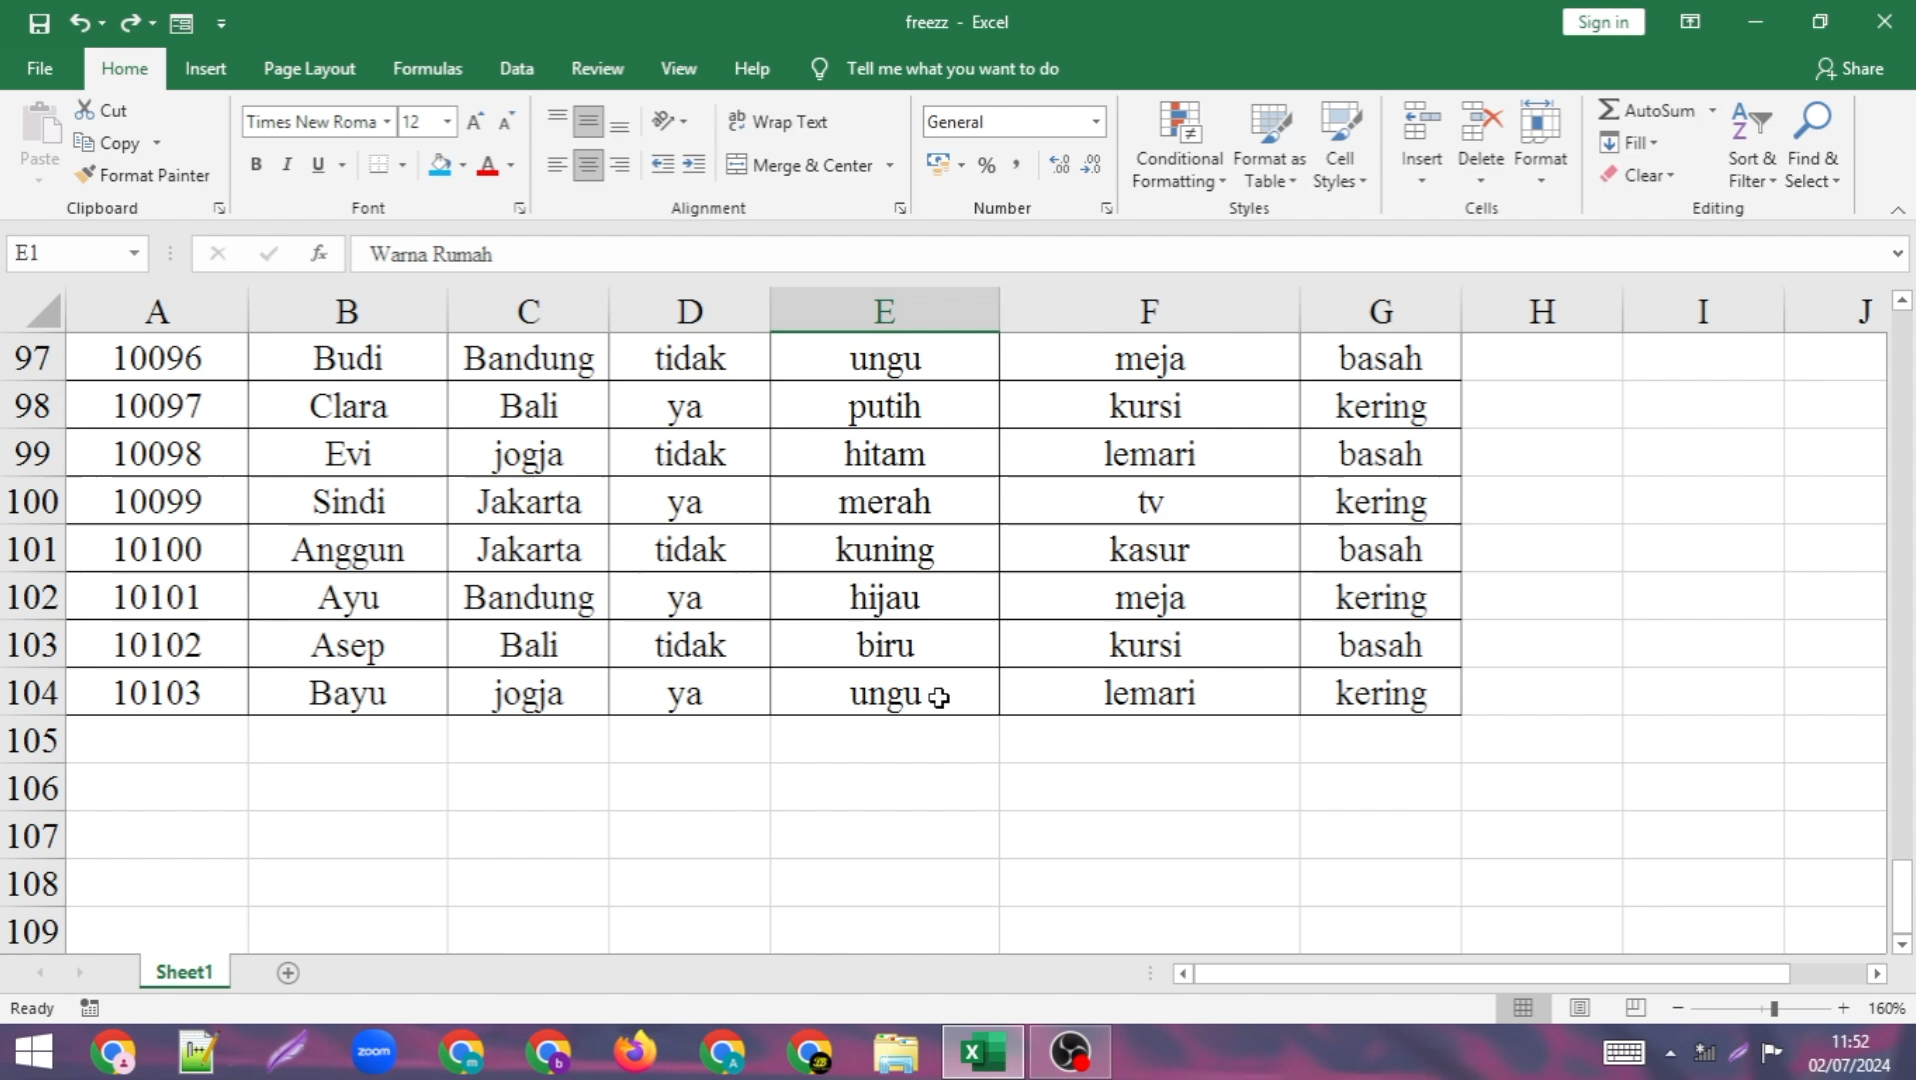 freezz - Excel
Sign in
File Home Insert Page Layout Formulas Data Review View Help Tell me what you want to do Share
Paste Cut Copy Format Painter Clipboard
Times New Roma 12 A A B I U A Font
ab Wrap Text Merge & Center Alignment
General % , .00 Number
Conditional Formatting Format as Table Cell Styles Styles
Insert Delete Format Cells
AutoSum Fill Clear Sort & Filter Find & Select Editing
E1 fx Warna Rumah
A B C D E F G H I J
97 10096 Budi Bandung tidak ungu meja basah
98 10097 Clara Bali ya putih kursi kering
99 10098 Evi jogja tidak hitam lemari basah
100 10099 Sindi Jakarta ya merah tv kering
101 10100 Anggun Jakarta tidak kuning kasur basah
102 10101 Ayu Bandung ya hijau meja kering
103 10102 Asep Bali tidak biru kursi basah
104 10103 Bayu jogja ya ungu lemari kering
105
106
107
108
109
Sheet1
Ready 160%
zoom
11:52
02/07/2024